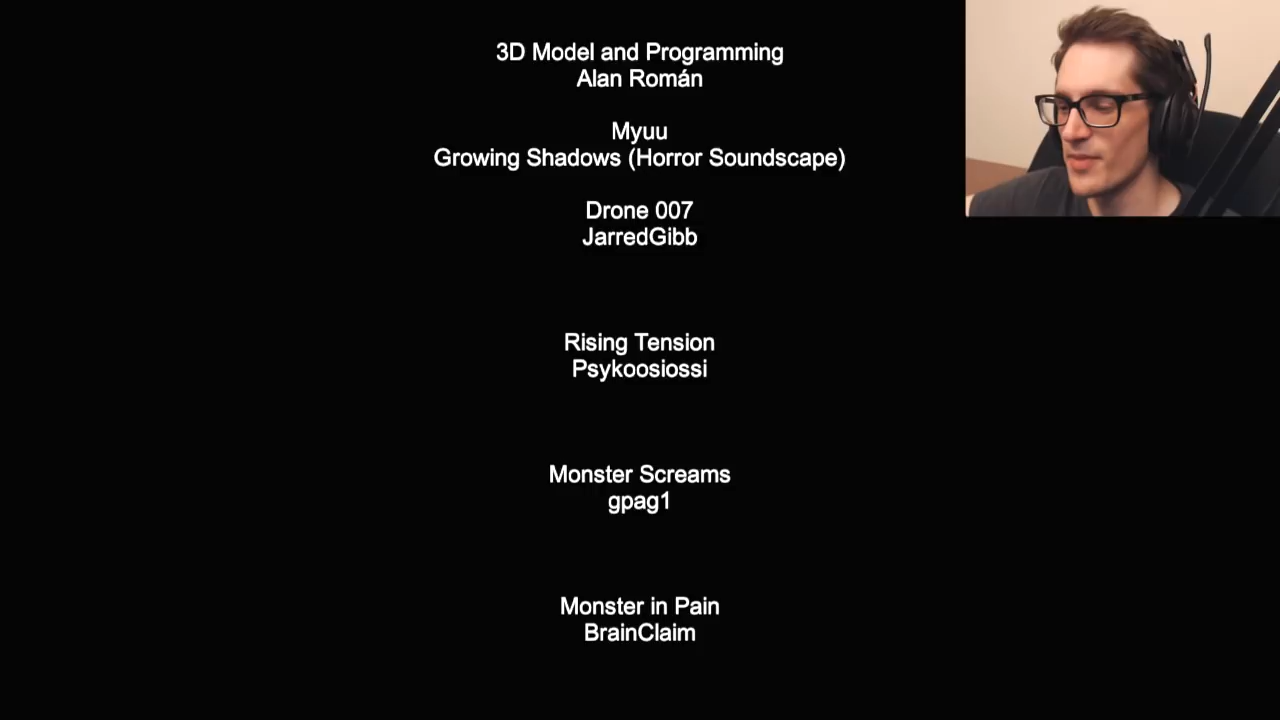 3D Model and Programming
Alan Román
Myuu
Growing Shadows (Horror Soundscape)
Drone 007
JarredGibb
Rising Tension
Psykoosiossi
Monster Screams
gpag1
Monster in Pain
BrainClaim